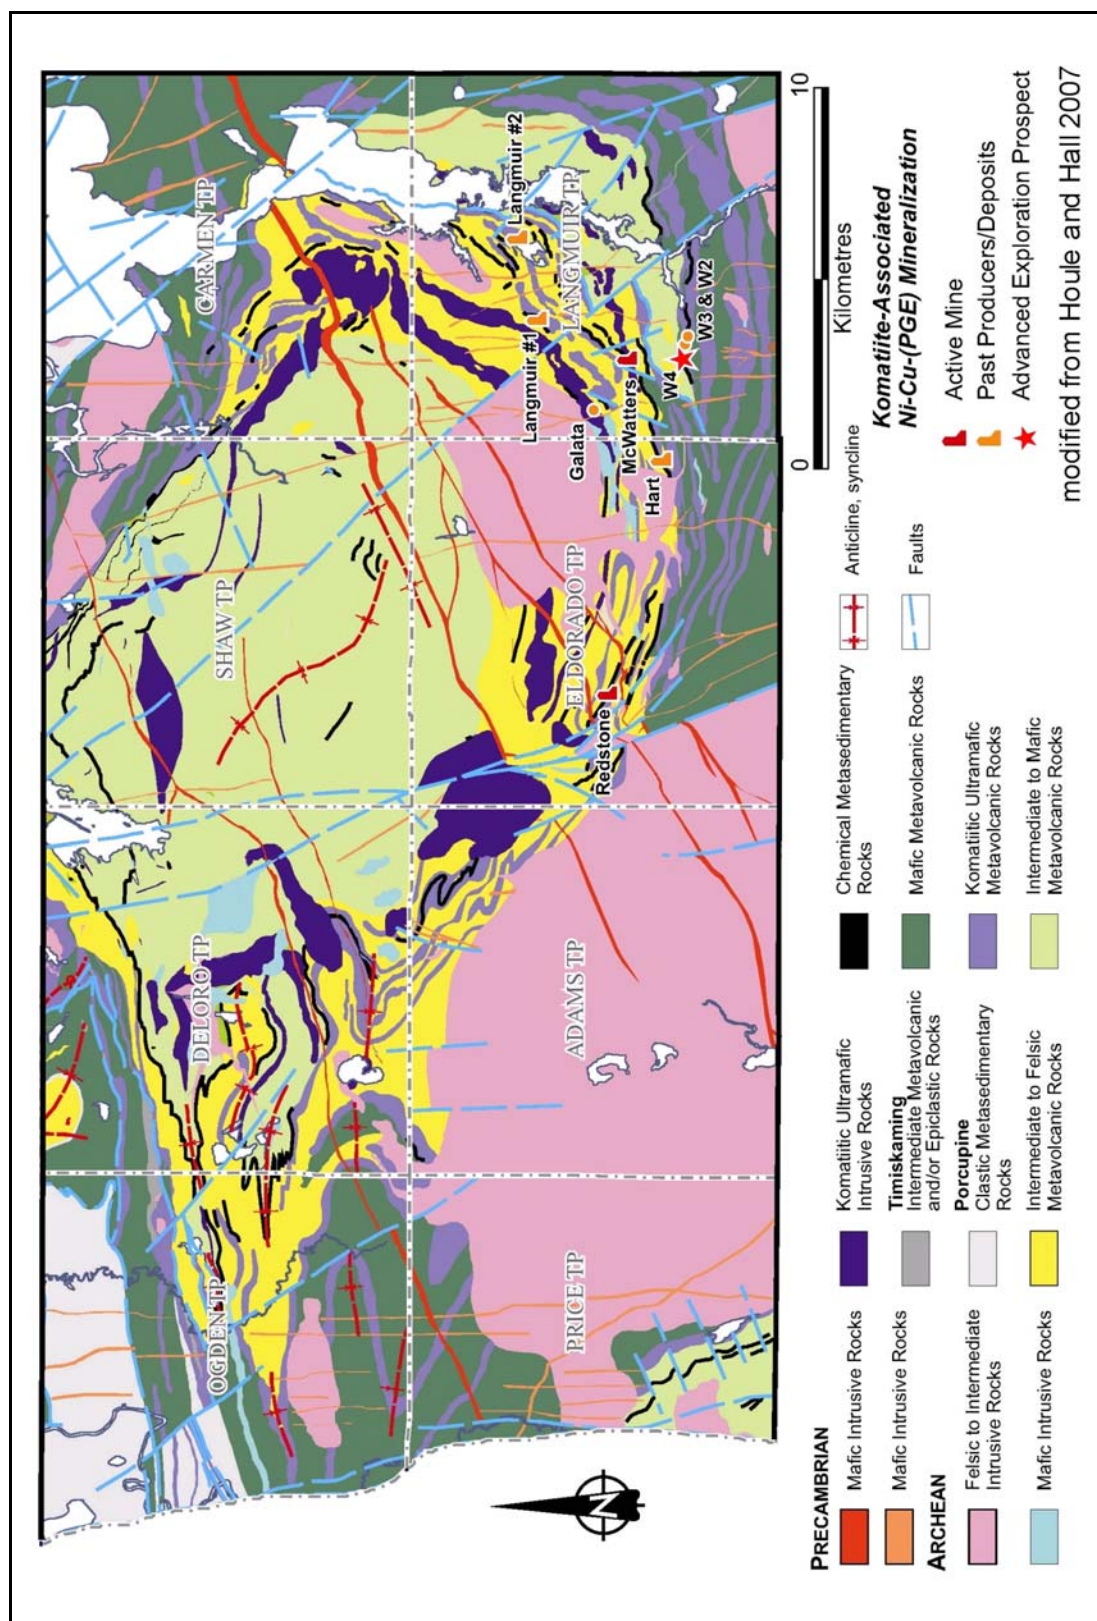 OGDEN TP
DELORO TP
SHAW TP
CARMEN TP
PRICE TP
ADAMS TP
ELDORADO TP
LANGMUIR TP
Redstone
Hart
McWatters
Galata
Langmuir #1
Langmuir #2
W4
W3 & W2
N
0
10
Kilometres
PRECAMBRIAN
Mafic Intrusive Rocks
Mafic Intrusive Rocks
ARCHEAN
Felsic to Intermediate
Intrusive Rocks
Mafic Intrusive Rocks
Komatiitic Ultramafic
Intrusive Rocks
Timiskaming
Intermediate Metavolcanic
and/or Epiclastic Rocks
Porcupine
Clastic Metasedimentary
Rocks
Intermediate to Felsic
Metavolcanic Rocks
Chemical Metasedimentary
Rocks
Mafic Metavolcanic Rocks
Komatiitic Ultramafic
Metavolcanic Rocks
Intermediate to Mafic
Metavolcanic Rocks
Anticline, syncline
Faults
Komatiite-Associated
Ni-Cu-(PGE) Mineralization
Active Mine
Past Producers/Deposits
Advanced Exploration Prospect
modified from Houle and Hall 2007